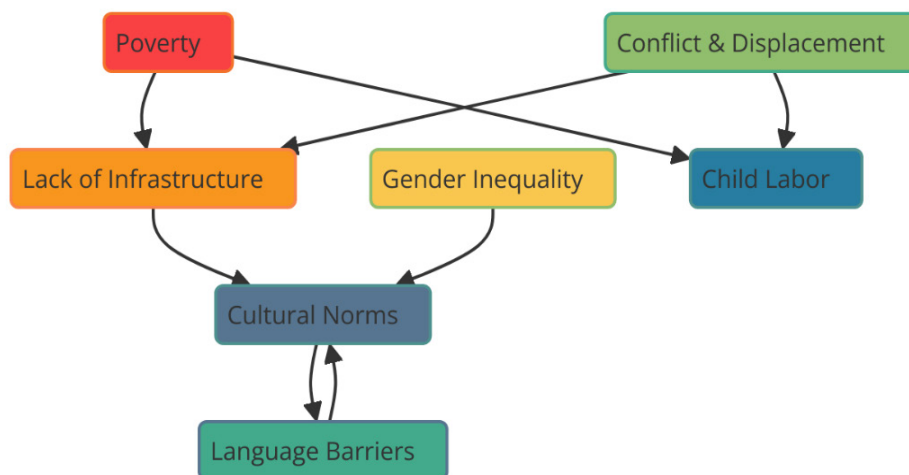 Poverty
Conflict & Displacement
Lack of Infrastructure
Gender Inequality
Child Labor
Cultural Norms
Language Barriers